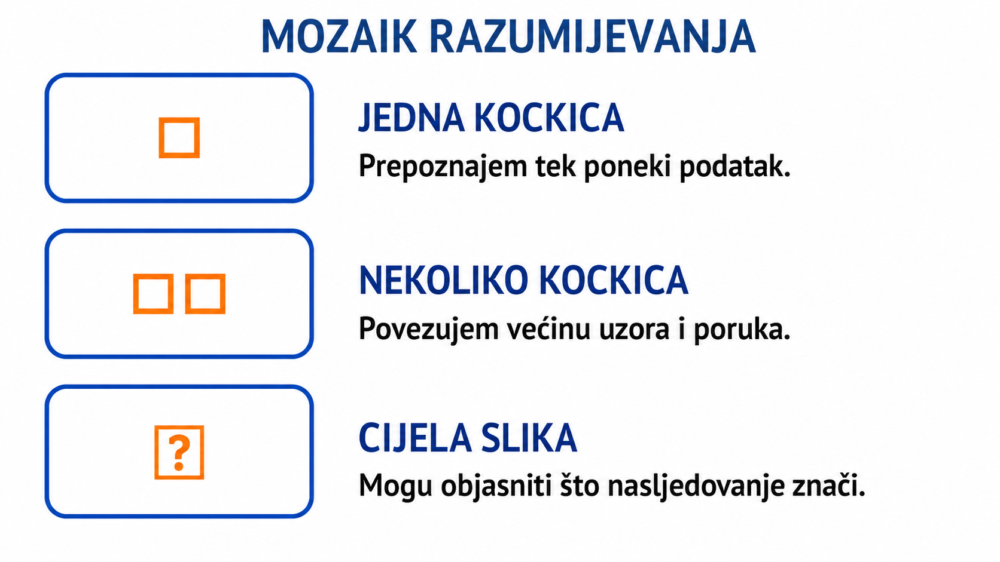 MOZAIK RAZUMIJEVANJA
JEDNA KOCKICA
Prepoznajem tek poneki podatak.
NEKOLIKO KOCKICA
Povezujem većinu uzora i poruka.
?
CIJELA SLIKA
Mogu objasniti što nasljedovanje znači.